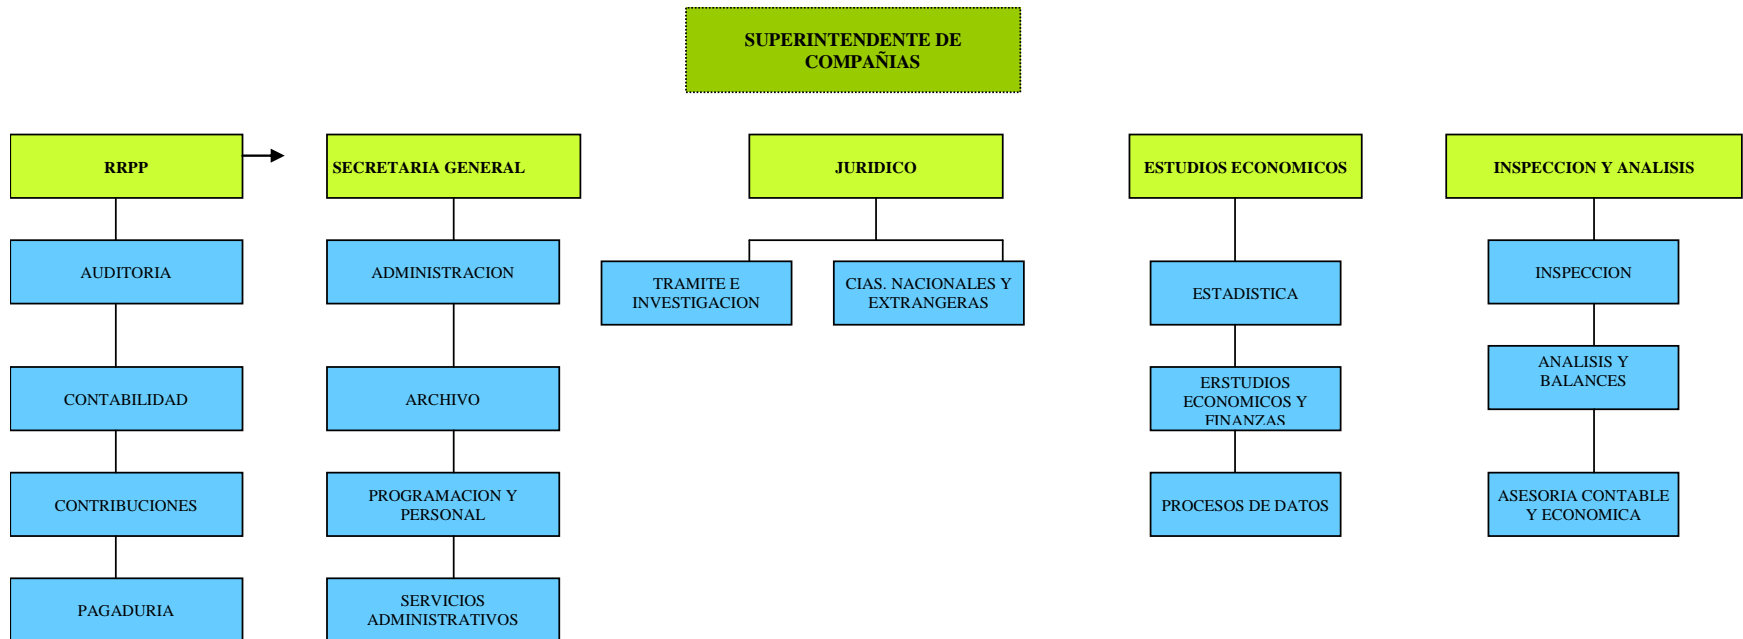 SUPERINTENDENTE DE
COMPAÑIAS
RRPP
SECRETARIA GENERAL
JURIDICO
ESTUDIOS ECONOMICOS
INSPECCION Y ANALISIS
AUDITORIA
ADMINISTRACION
TRAMITE E
INVESTIGACION
CIAS. NACIONALES Y
EXTRANGERAS
ESTADISTICA
INSPECCION
CONTABILIDAD
ARCHIVO
ERSTUDIOS
ECONOMICOS Y
FINANZAS
ANALISIS Y
BALANCES
CONTRIBUCIONES
PROGRAMACION Y
PERSONAL
PROCESOS DE DATOS
ASESORIA CONTABLE
Y ECONOMICA
PAGADURIA
SERVICIOS
ADMINISTRATIVOS